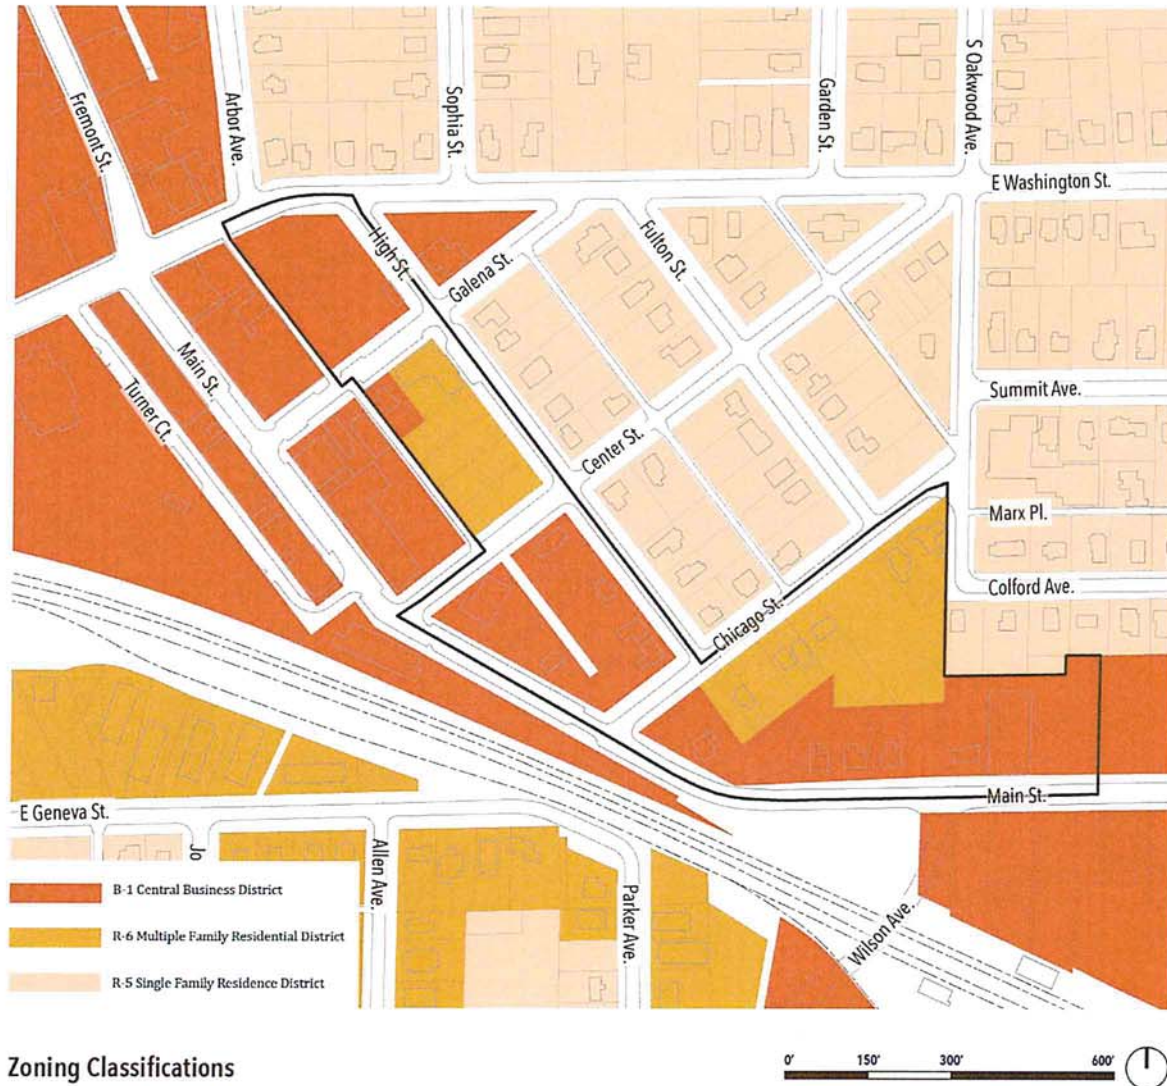 Fremont St.
Arbor Ave.
Sophia St.
Garden St.
S Oakwood Ave.
E Washington St.
High St.
Galena St.
Fulton St.
Main St.
Turner Ct.
Summit Ave.
Center St.
Marx Pl.
Colford Ave.
Chicago St.
Main St.
E Geneva St.
Jo
Allen Ave.
Parker Ave.
Wilson Ave.
B-1 Central Business District
R-6 Multiple Family Residential District
R-5 Single Family Residence District
Zoning Classifications
0' 150' 300' 600'